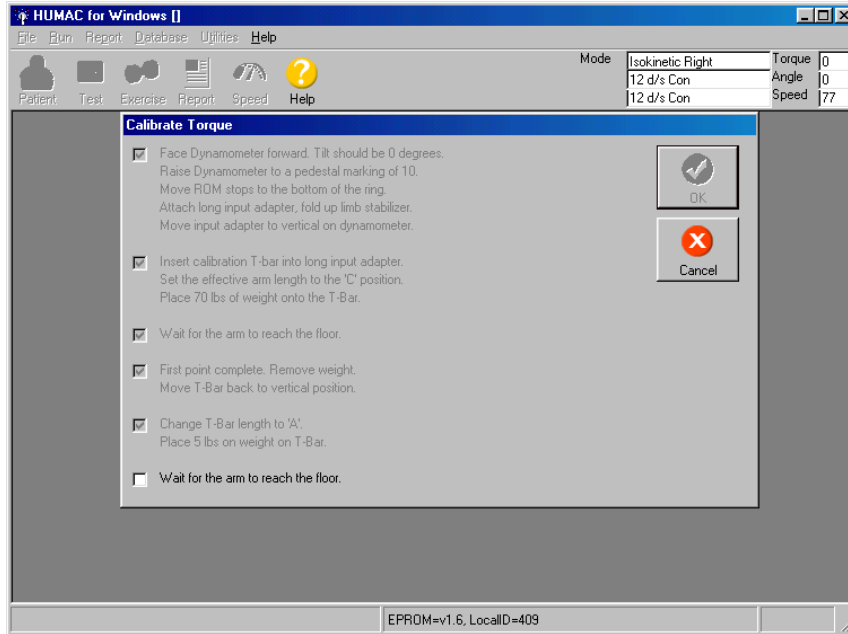 HUMAC for Windows []
File Run Report Database Utilities Help
Patient Test Exercise Report Speed Help
Mode Isokinetic Right Torque 0
12 d/s Con Angle 0
12 d/s Con Speed 77
Calibrate Torque
Face Dynamometer forward. Tilt should be 0 degrees.
Raise Dynamometer to a pedestal marking of 10.
Move ROM stops to the bottom of the ring.
Attach long input adapter, fold up limb stabilizer.
Move input adapter to vertical on dynamometer.
OK
Insert calibration T-bar into long input adapter.
Set the effective arm length to the 'C' position.
Place 70 lbs of weight onto the T-Bar.
Cancel
Wait for the arm to reach the floor.
First point complete. Remove weight.
Move T-Bar back to vertical position.
Change T-Bar length to 'A'.
Place 5 lbs on weight on T-Bar.
Wait for the arm to reach the floor.
EPROM=v1.6, LocalID=409